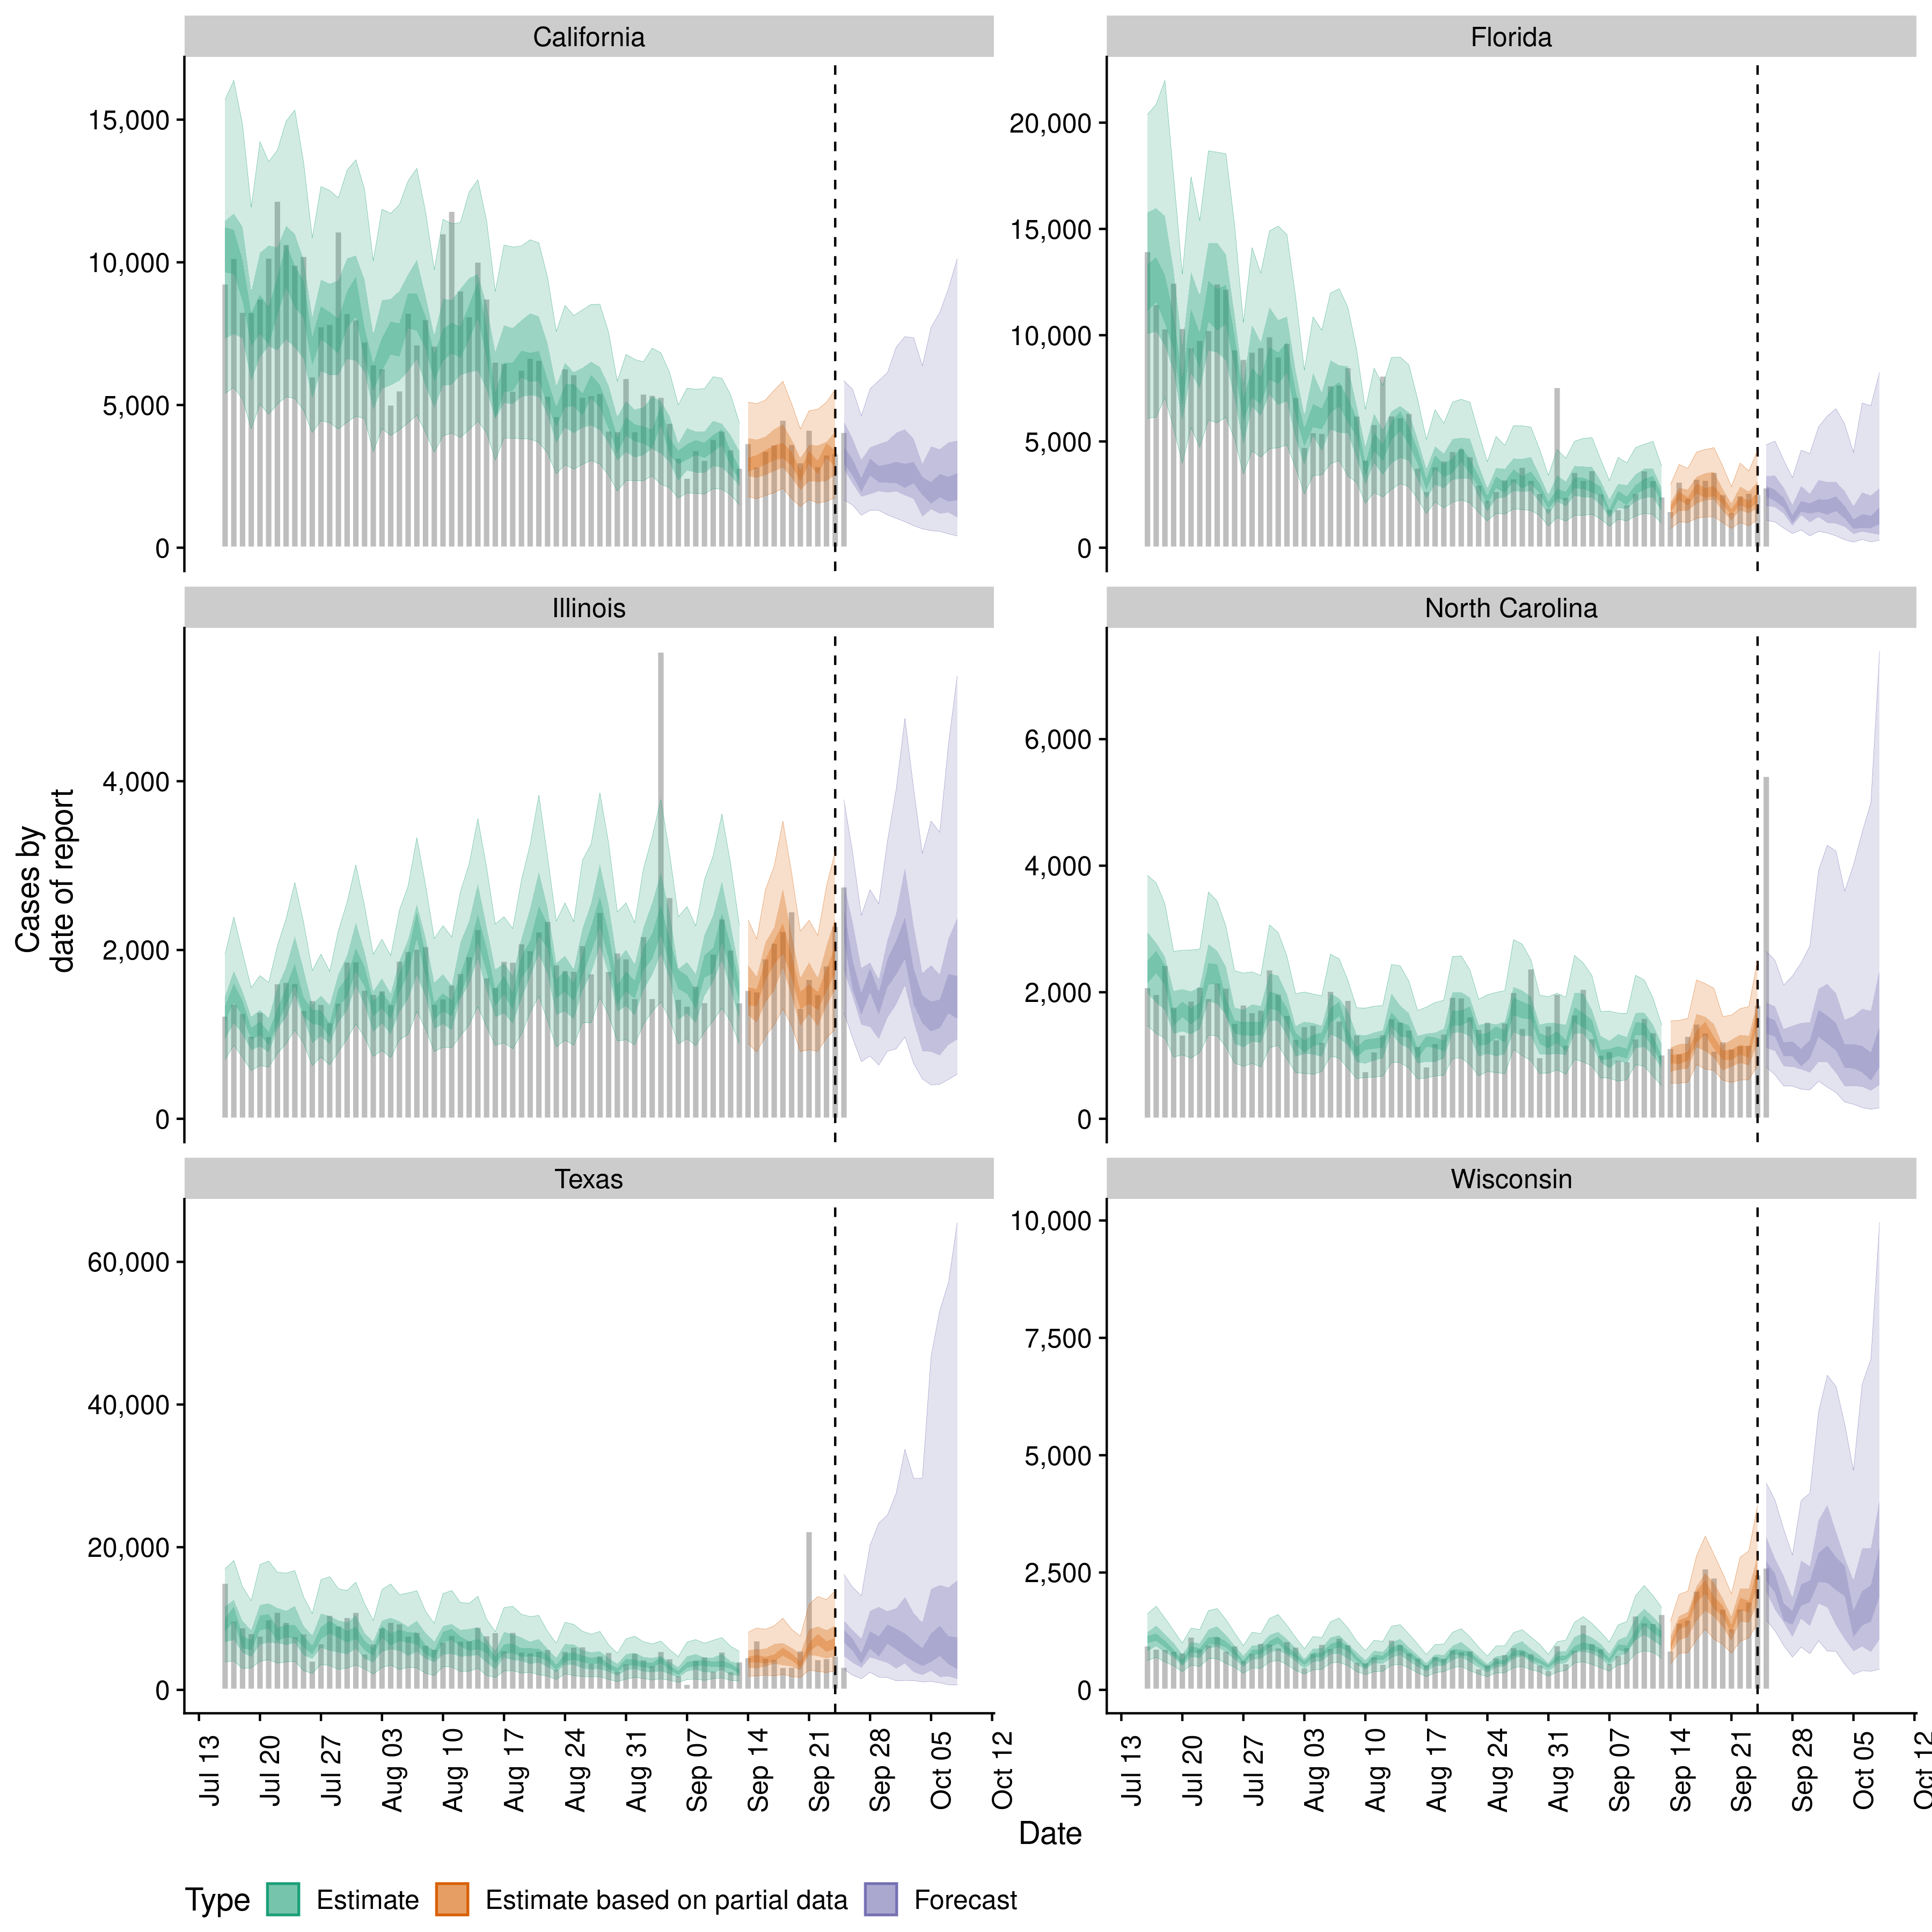 California
Florida
15,000
10,000
5,000
0
20,000
15,000
10,000
5,000
0
Illinois
North Carolina
4,000
2,000
0
6,000
4,000
2,000
0
Cases by
date of report
Texas
Wisconsin
60,000
40,000
20,000
0
10,000
7,500
5,000
2,500
0
Jul 13
Jul 20
Jul 27
Aug 03
Aug 10
Aug 17
Aug 24
Aug 31
Sep 07
Sep 14
Sep 21
Sep 28
Oct 05
Oct 12
Jul 13
Jul 20
Jul 27
Aug 03
Aug 10
Aug 17
Aug 24
Aug 31
Sep 07
Sep 14
Sep 21
Sep 28
Oct 05
Oct 12
Date
Type Estimate Estimate based on partial data Forecast